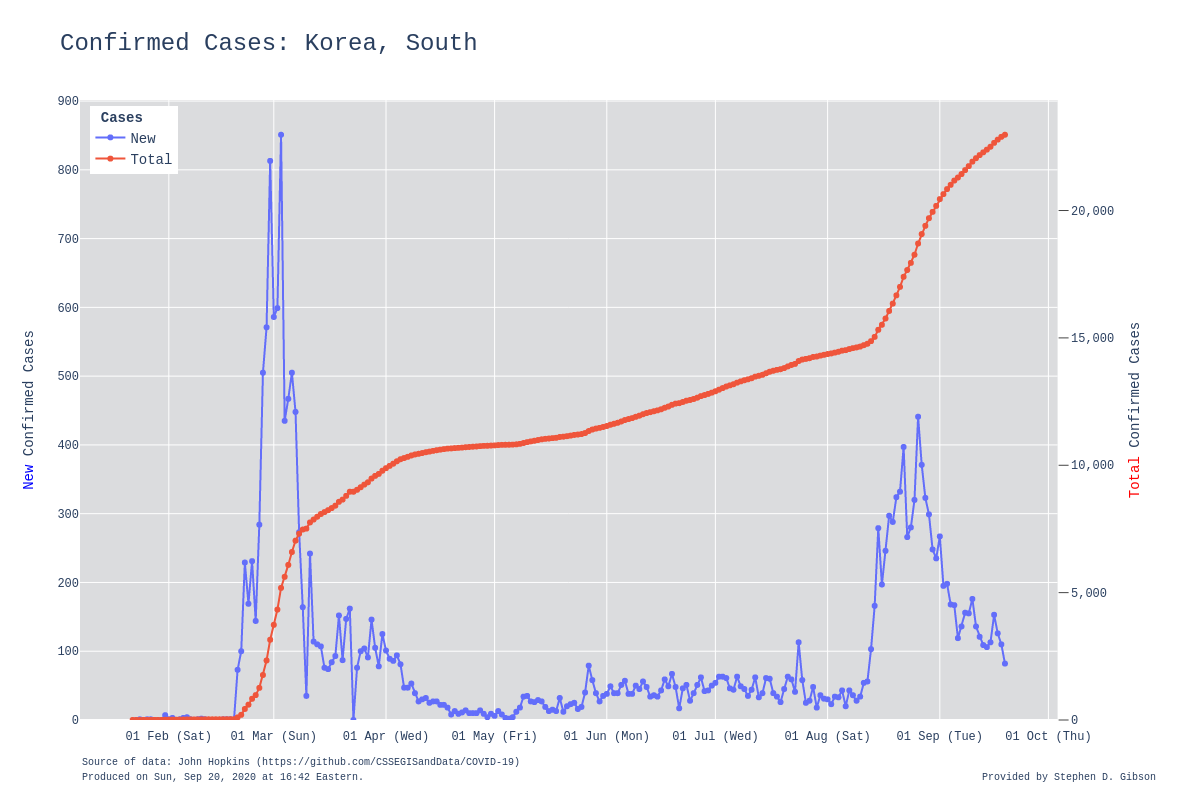 Confirmed Cases: Korea, South
Cases
New
Total
900
800
700
600
500
400
300
200
100
0
New Confirmed Cases
20,000
15,000
10,000
5,000
0
Total Confirmed Cases
01 Feb (Sat) 01 Mar (Sun) 01 Apr (Wed) 01 May (Fri) 01 Jun (Mon) 01 Jul (Wed) 01 Aug (Sat) 01 Sep (Tue) 01 Oct (Thu)
Source of data: John Hopkins (https://github.com/CSSEGISandData/COVID-19)
Produced on Sun, Sep 20, 2020 at 16:42 Eastern.
Provided by Stephen D. Gibson